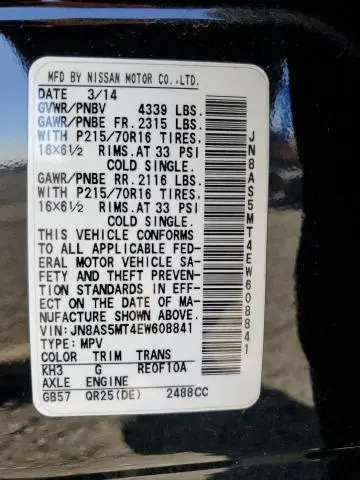 MFD BY NISSAN MOTOR CO.,LTD.
DATE 3/14
GVWR/PNBV 4339 LBS.
GAWR/PNBE FR. 2315 LBS.
WITH P215/70R16 TIRES,
16X6½ RIMS.AT 33 PSI
COLD SINGLE.
GAWR/PNBE RR. 2116 LBS.
WITH P215/70R16 TIRES,
16X6½ RIMS.AT 33 PSI
COLD SINGLE.
THIS VEHICLE CONFORMS
TO ALL APPLICABLE FED-
ERAL MOTOR VEHICLE SA-
FETY AND THEFT PREVEN-
TION STANDARDS IN EFF-
ECT ON THE DATE OF MA-
NUFACTURE SHOWN ABOVE.
VIN:JN8AS5MT4EW608841
TYPE: MPV
COLOR TRIM TRANS
KH3 G RE0F10A
AXLE ENGINE
GB57 QR25(DE) 2488CC
JN8AS5MT4EW608841